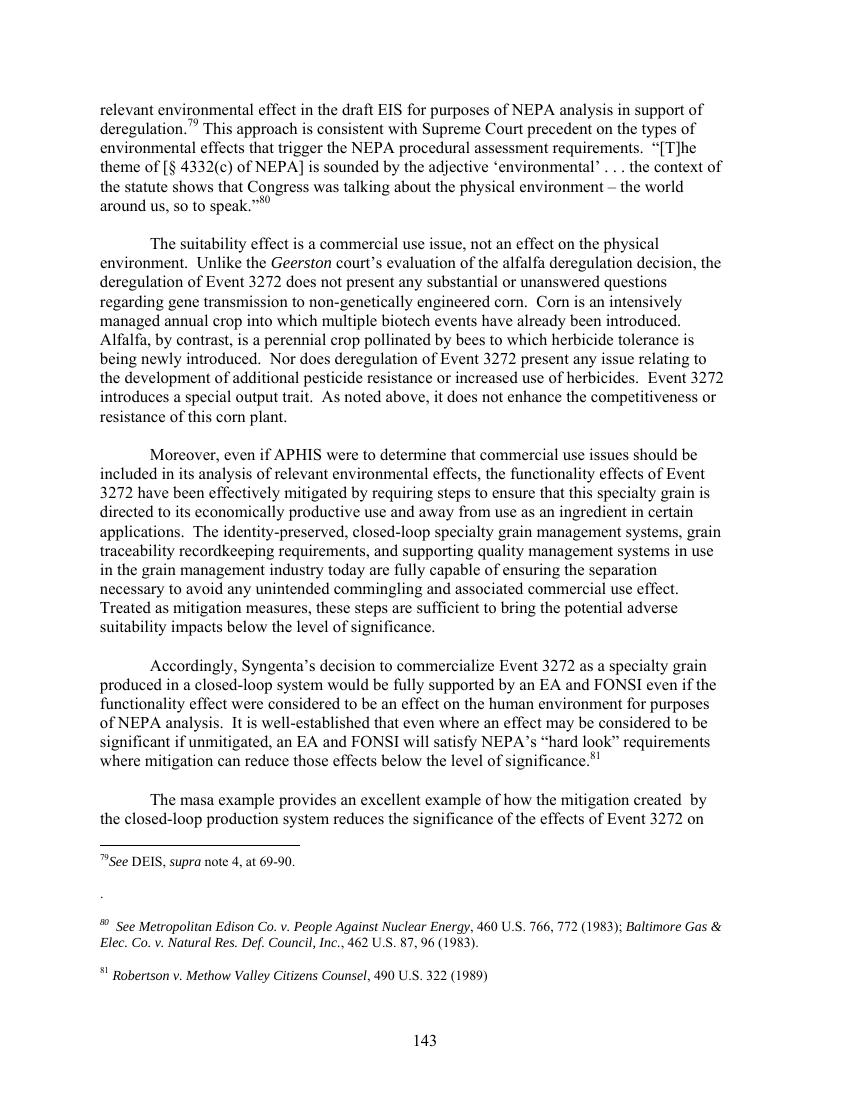 relevant environmental effect in the draft EIS for purposes of NEPA analysis in support of
deregulation.79 This approach is consistent with Supreme Court precedent on the types of
environmental effects that trigger the NEPA procedural assessment requirements. “[T]he
theme of [§ 4332(c) of NEPA] is sounded by the adjective ‘environmental’ . . . the context of
the statute shows that Congress was talking about the physical environment – the world
around us, so to speak.”80
The suitability effect is a commercial use issue, not an effect on the physical
environment. Unlike the Geerston court’s evaluation of the alfalfa deregulation decision, the
deregulation of Event 3272 does not present any substantial or unanswered questions
regarding gene transmission to non-genetically engineered corn. Corn is an intensively
managed annual crop into which multiple biotech events have already been introduced.
Alfalfa, by contrast, is a perennial crop pollinated by bees to which herbicide tolerance is
being newly introduced. Nor does deregulation of Event 3272 present any issue relating to
the development of additional pesticide resistance or increased use of herbicides. Event 3272
introduces a special output trait. As noted above, it does not enhance the competitiveness or
resistance of this corn plant.
Moreover, even if APHIS were to determine that commercial use issues should be
included in its analysis of relevant environmental effects, the functionality effects of Event
3272 have been effectively mitigated by requiring steps to ensure that this specialty grain is
directed to its economically productive use and away from use as an ingredient in certain
applications. The identity-preserved, closed-loop specialty grain management systems, grain
traceability recordkeeping requirements, and supporting quality management systems in use
in the grain management industry today are fully capable of ensuring the separation
necessary to avoid any unintended commingling and associated commercial use effect.
Treated as mitigation measures, these steps are sufficient to bring the potential adverse
suitability impacts below the level of significance.
Accordingly, Syngenta’s decision to commercialize Event 3272 as a specialty grain
produced in a closed-loop system would be fully supported by an EA and FONSI even if the
functionality effect were considered to be an effect on the human environment for purposes
of NEPA analysis. It is well-established that even where an effect may be considered to be
significant if unmitigated, an EA and FONSI will satisfy NEPA’s “hard look” requirements
where mitigation can reduce those effects below the level of significance.81
The masa example provides an excellent example of how the mitigation created by
the closed-loop production system reduces the significance of the effects of Event 3272 on
79See DEIS, supra note 4, at 69-90.
.
80 See Metropolitan Edison Co. v. People Against Nuclear Energy, 460 U.S. 766, 772 (1983); Baltimore Gas &
Elec. Co. v. Natural Res. Def. Council, Inc., 462 U.S. 87, 96 (1983).
81 Robertson v. Methow Valley Citizens Counsel, 490 U.S. 322 (1989)
143